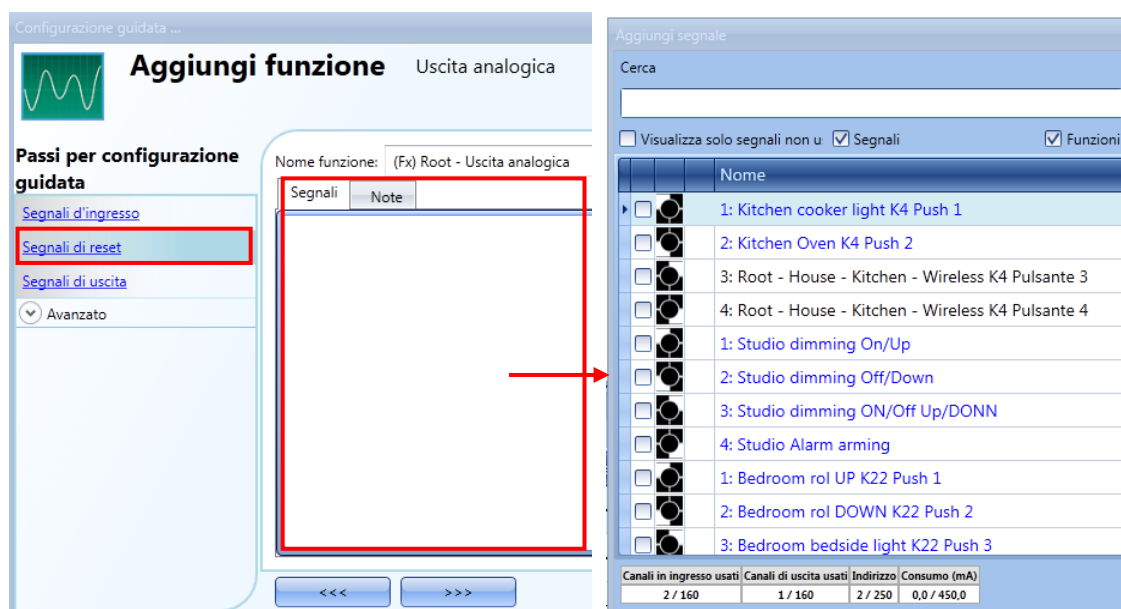 Configurazione guidata ...
Aggiungi funzione Uscita analogica
Passi per configurazione
guidata
Segnali d'ingresso
Segnali di reset
Segnali di uscita
Avanzato
Nome funzione: (Fx) Root - Uscita analogica
Segnali Note
<<< >>>
Aggiungi segnale
Cerca
Visualizza solo segnali non u: Segnali Funzioni
Nome
1: Kitchen cooker light K4 Push 1
2: Kitchen Oven K4 Push 2
3: Root - House - Kitchen - Wireless K4 Pulsante 3
4: Root - House - Kitchen - Wireless K4 Pulsante 4
1: Studio dimming On/Up
2: Studio dimming Off/Down
3: Studio dimming ON/Off Up/DONN
4: Studio Alarm arming
1: Bedroom rol UP K22 Push 1
2: Bedroom rol DOWN K22 Push 2
3: Bedroom bedside light K22 Push 3
Canali in ingresso usati Canali di uscita usati Indirizzo Consumo (mA)
2 / 160 1 / 160 2 / 250 0,0 / 450,0